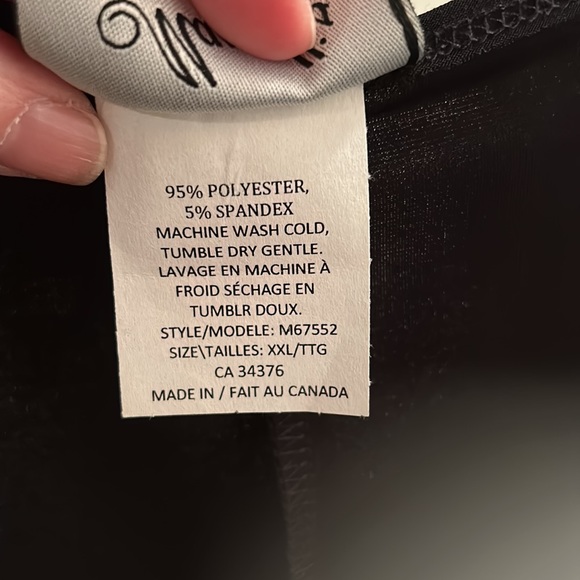 95% POLYESTER,
5% SPANDEX
MACHINE WASH COLD,
TUMBLE DRY GENTLE.
LAVAGE EN MACHINE À
FROID SÉCHAGE EN
TUMBLR DOUX.
STYLE/MODELE: M67552
SIZE\TAILLES: XXL/TTG
CA 34376
MADE IN / FAIT AU CANADA